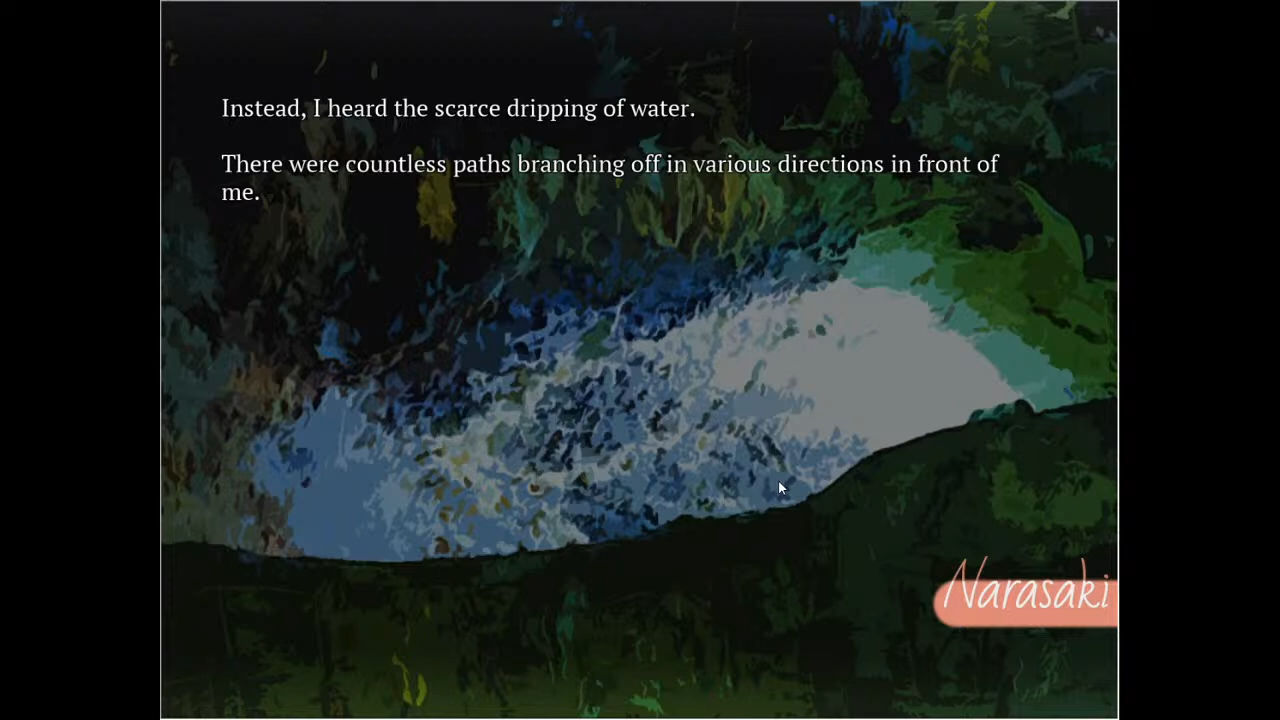 Instead, I heard the scarce dripping of water.
There were countless paths branching off in various directions in front of
me.
Narasaki